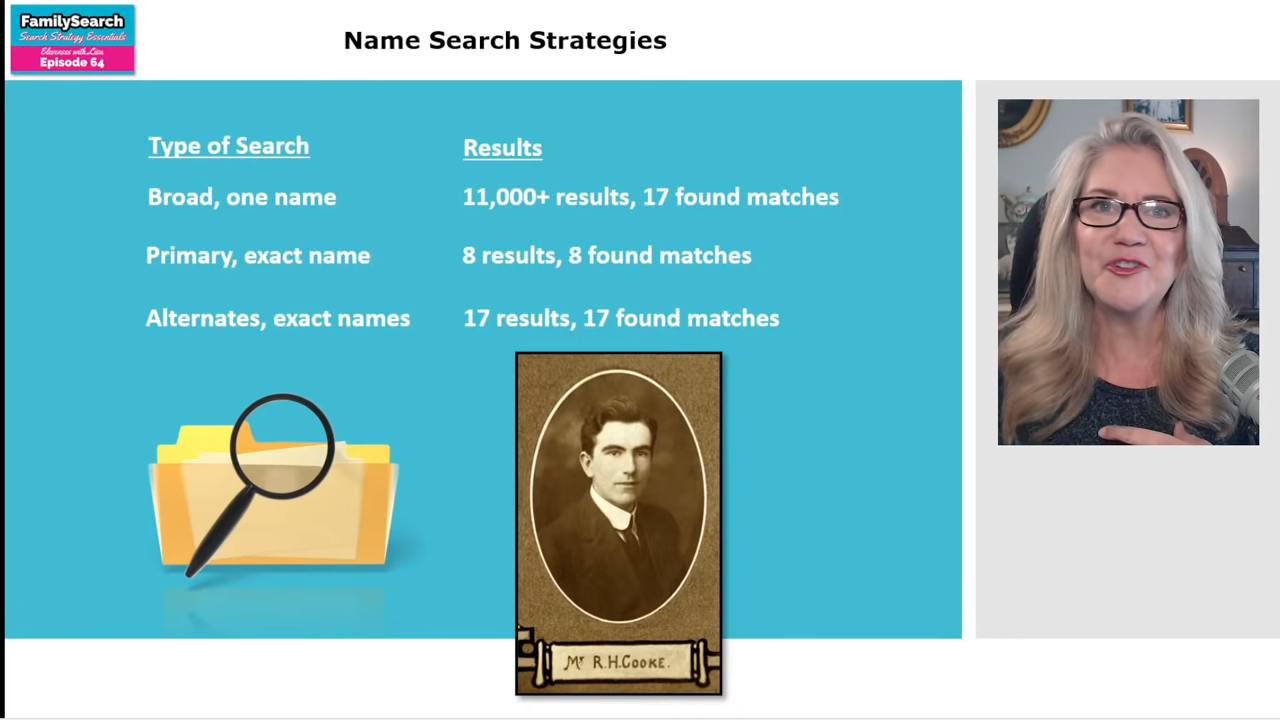 FamilySearch
Search Strategy Essentials
Elevenses with Lisa
Episode 64
Name Search Strategies
Type of Search Results
Broad, one name 11,000+ results, 17 found matches
Primary, exact name 8 results, 8 found matches
Alternates, exact names 17 results, 17 found matches
Mr R.H.COOKE.